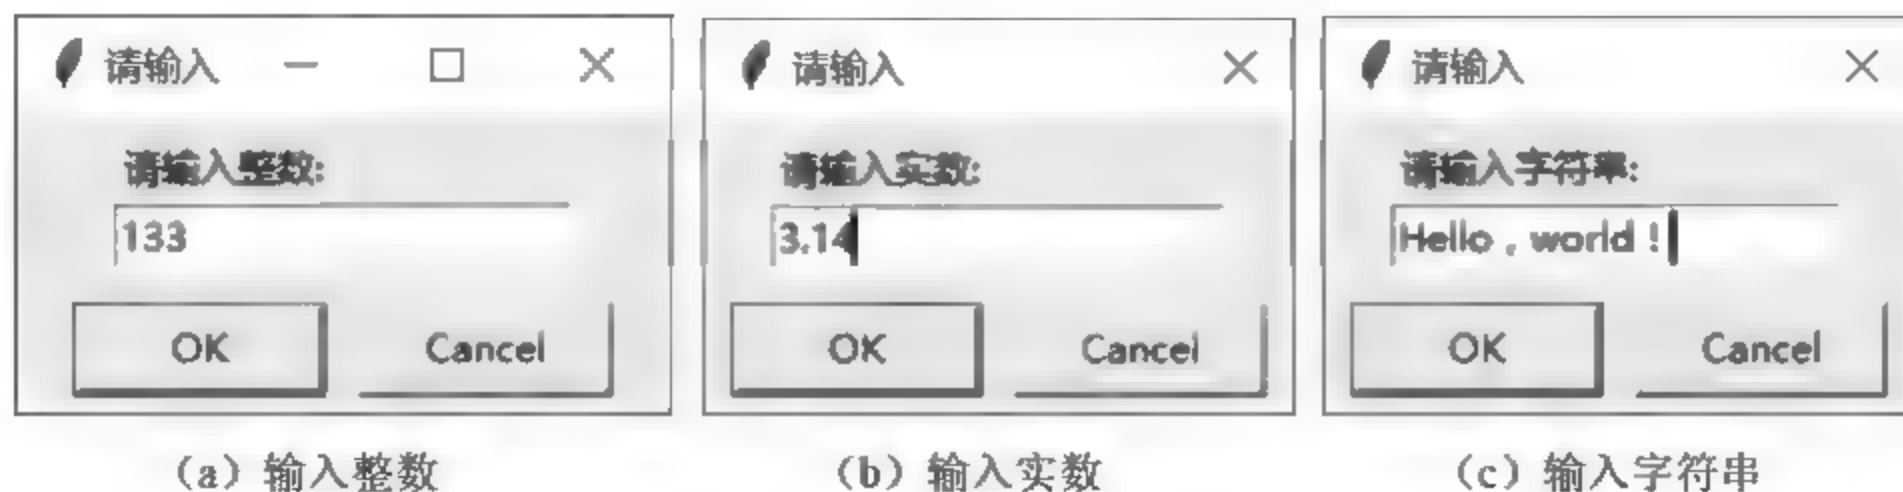 请输入
请输入整数:
133
OK Cancel
(a) 输入整数
请输入
请输入实数:
3.14
OK Cancel
(b) 输入实数
请输入
请输入字符串:
Hello , world !
OK Cancel
(c) 输入字符串